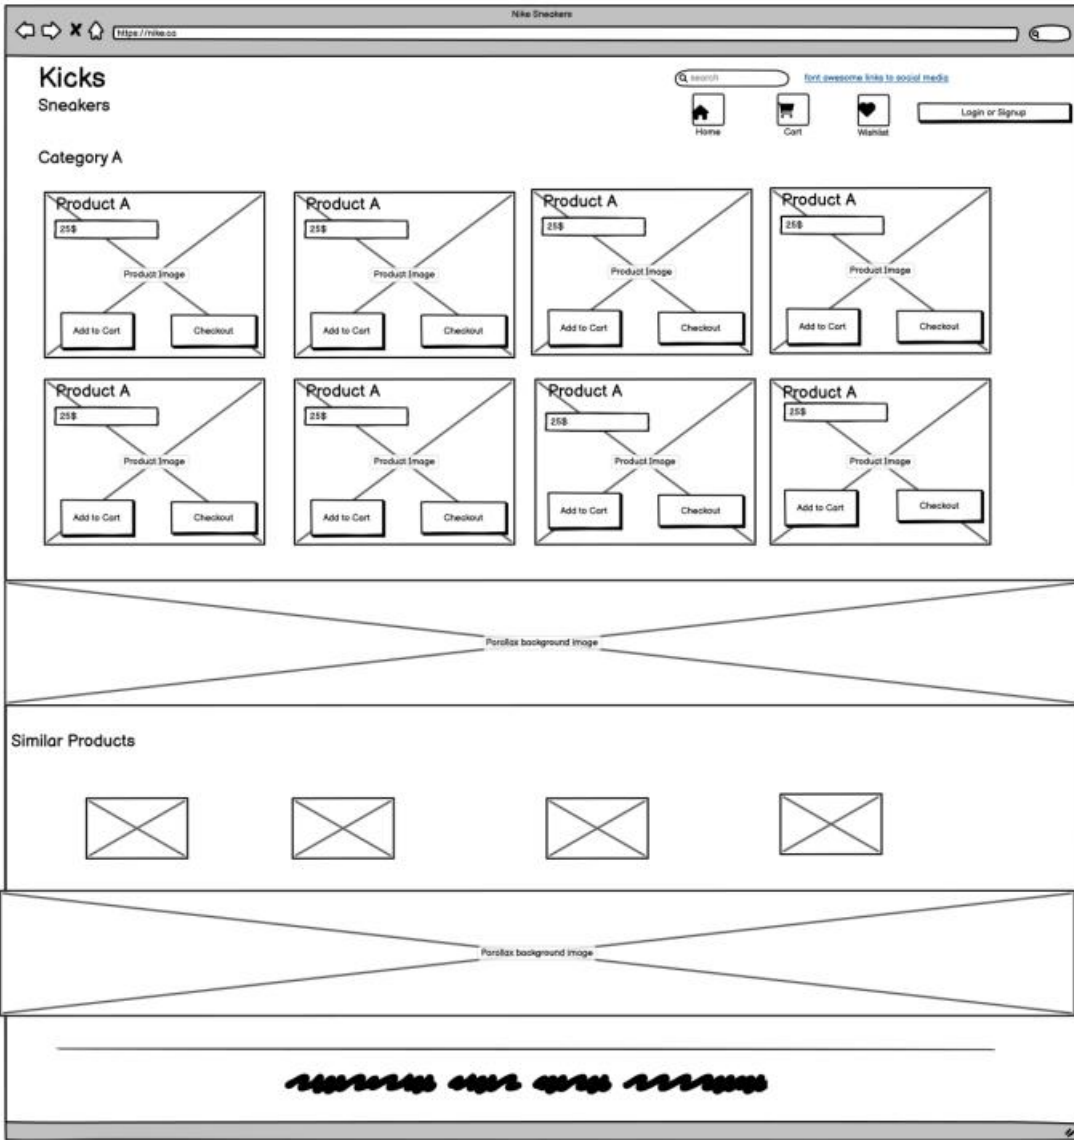 Nike Sneakers
https://nike.co
Kicks
search
font awesome links to social media
Sneakers
Home
Cart
Wishlist
Login or Signup
Category A
Product A Product A Product A Product A
25$ 25$ 25$ 25$
Product Image Product Image Product Image Product Image
Add to Cart Checkout Add to Cart Checkout Add to Cart Checkout Add to Cart Checkout
Product A Product A Product A Product A
25$ 25$ 25$ 25$
Product Image Product Image Product Image Product Image
Add to Cart Checkout Add to Cart Checkout Add to Cart Checkout Add to Cart Checkout
Parollax background image
Similar Products
Parollax background image